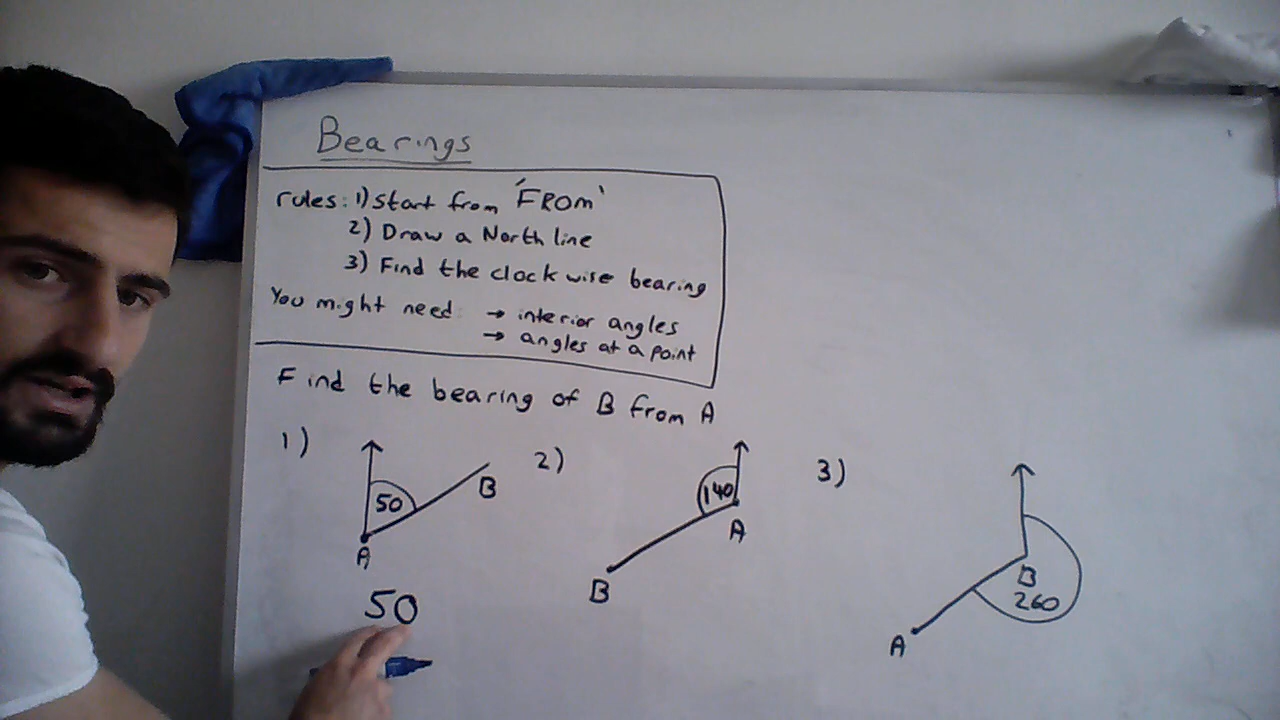 Bearings
rules: 1) Start from 'FROM'
2) Draw a North line
3) Find the clockwise bearing
You might need: → interior angles
→ angles at a point
Find the bearing of B from A
1)
50
B
A
50
2)
140
A
B
3)
B
260
A